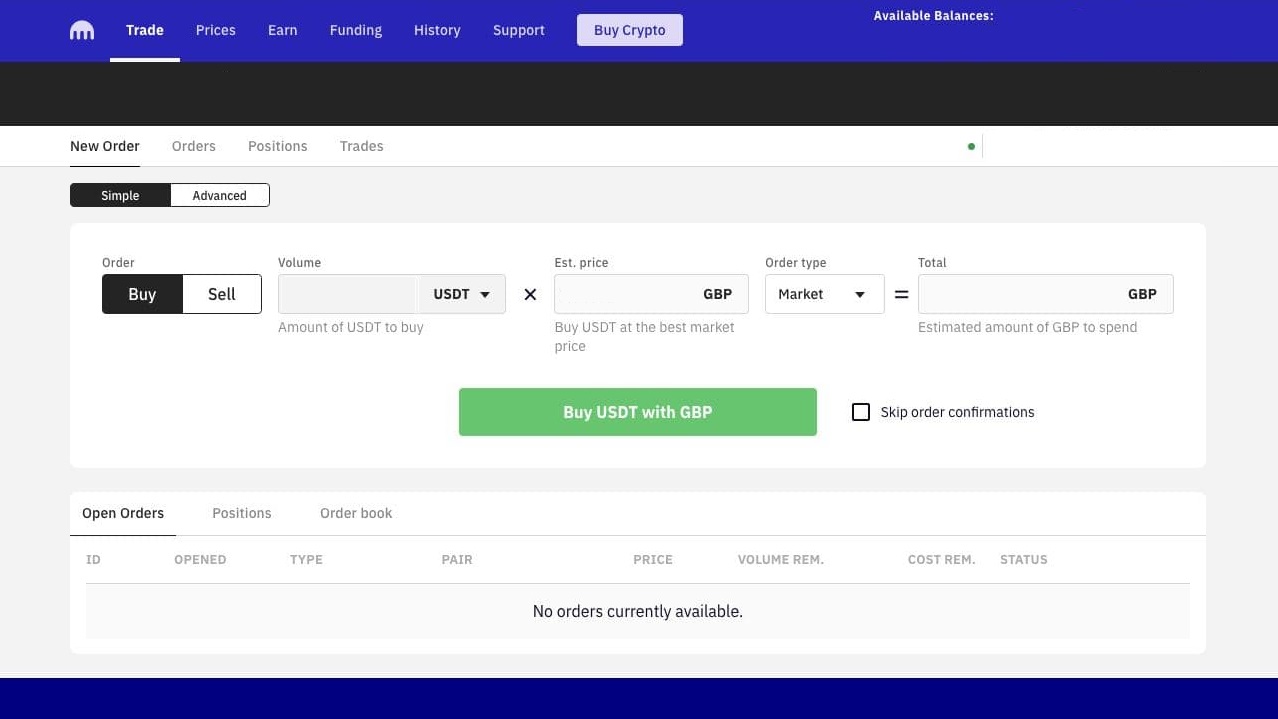 Trade Prices Earn Funding History Support Buy Crypto Available Balances:
New Order Orders Positions Trades
Simple Advanced
Order Volume Est. price Order type Total
Buy Sell USDT GBP Market GBP
Amount of USDT to buy Buy USDT at the best market Estimated amount of GBP to spend
price
Buy USDT with GBP Skip order confirmations
Open Orders Positions Order book
ID OPENED TYPE PAIR PRICE VOLUME REM. COST REM. STATUS
No orders currently available.